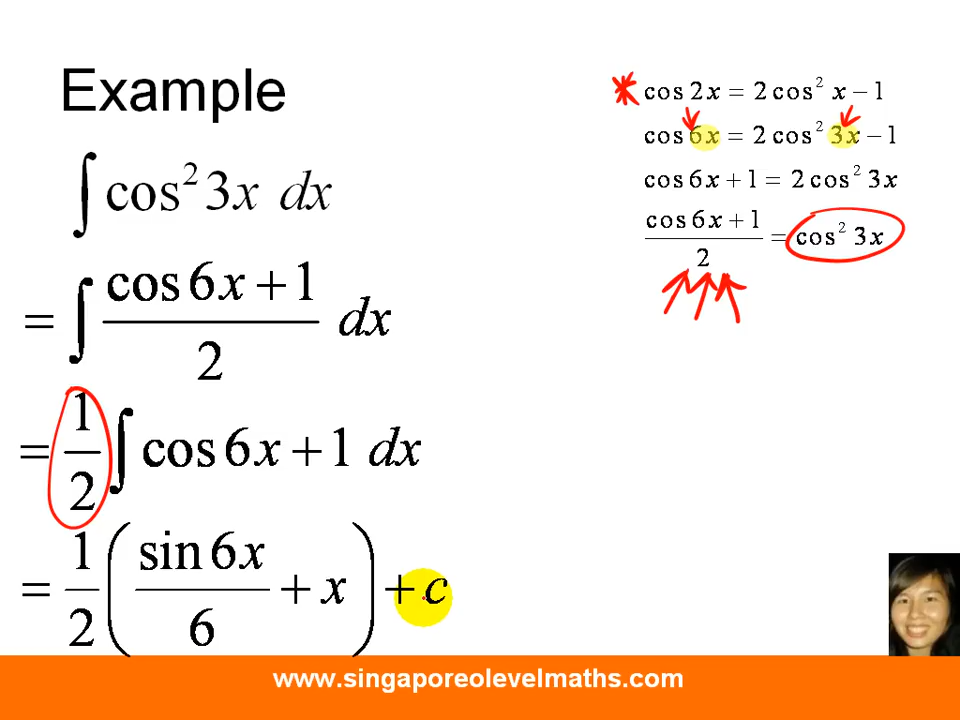 Example
∫ cos² 3x dx
= ∫ (cos 6x + 1)/2 dx
= 1/2 ∫ cos 6x + 1 dx
= 1/2 ( sin 6x / 6 + x ) + c
cos 2x = 2 cos² x − 1
cos 6x = 2 cos² 3x − 1
cos 6x + 1 = 2 cos² 3x
(cos 6x + 1)/2 = cos² 3x
www.singaporeolevelmaths.com